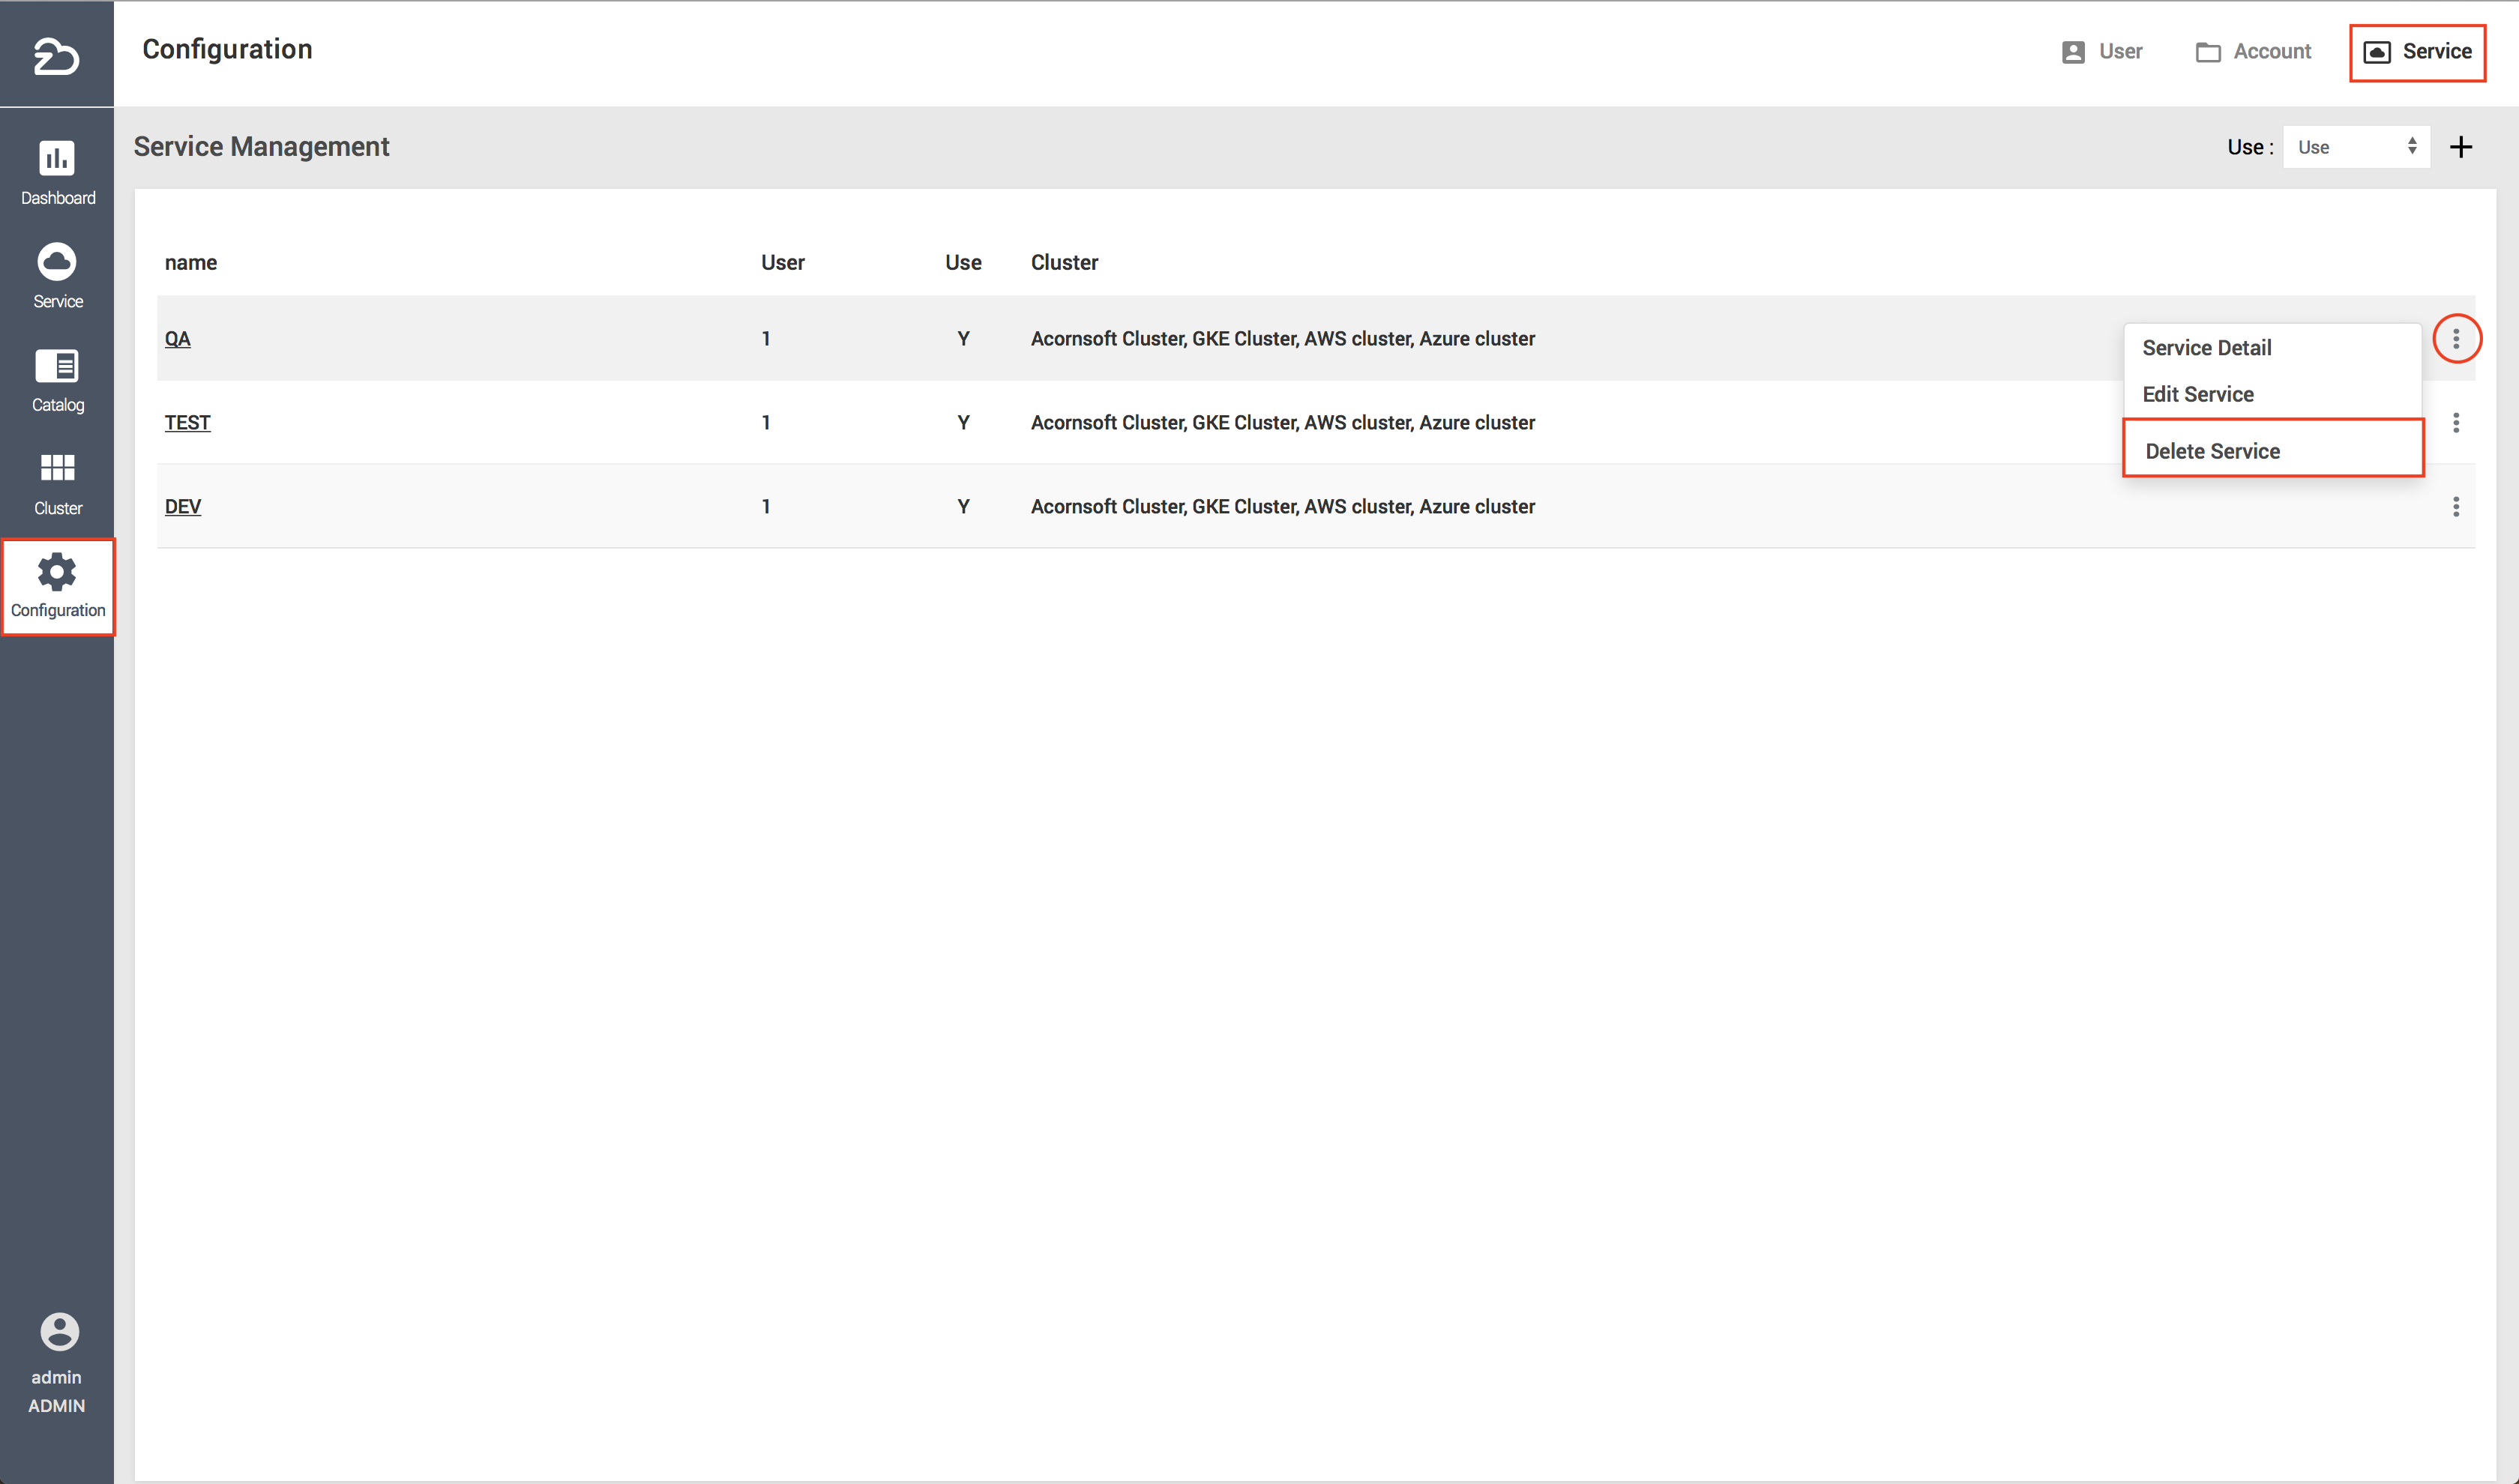 Configuration
User
Account
Service
Service Management
Use :
Use
Dashboard
Service
Catalog
Cluster
Configuration
name User Use Cluster
QA 1 Y Acornsoft Cluster, GKE Cluster, AWS cluster, Azure cluster
TEST 1 Y Acornsoft Cluster, GKE Cluster, AWS cluster, Azure cluster
DEV 1 Y Acornsoft Cluster, GKE Cluster, AWS cluster, Azure cluster
Service Detail
Edit Service
Delete Service
admin
ADMIN